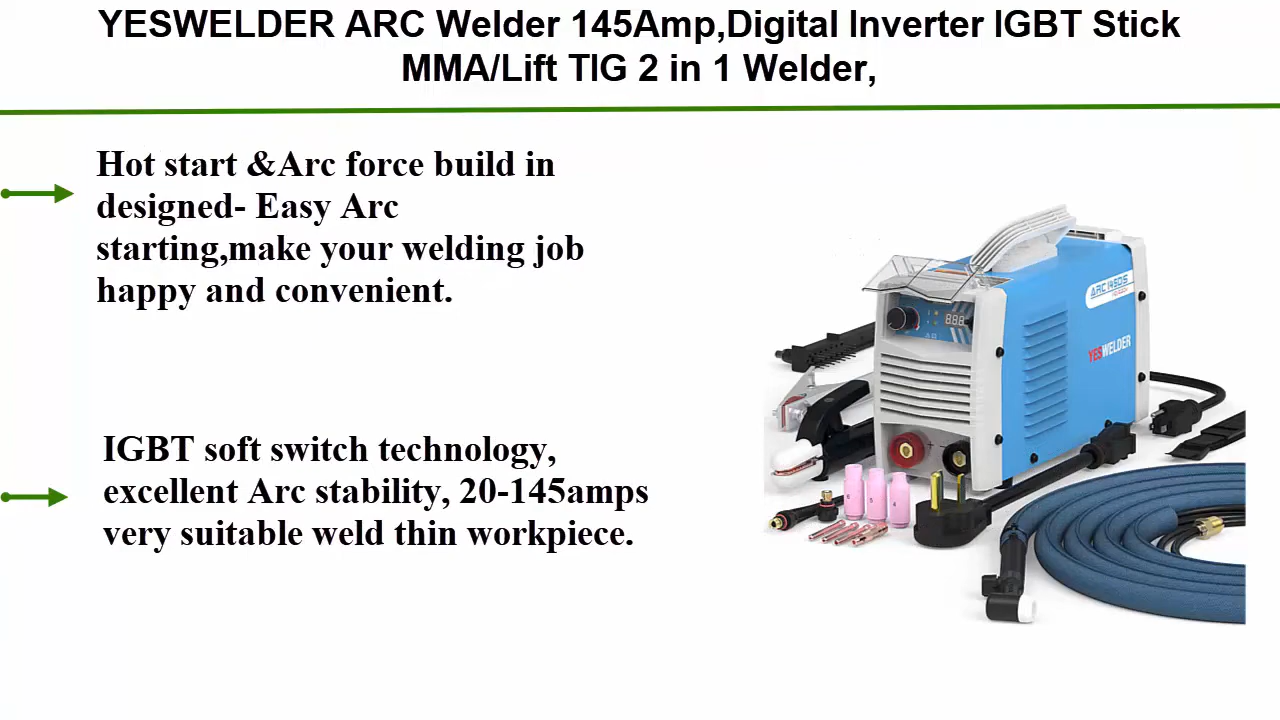 YESWELDER ARC Welder 145Amp,Digital Inverter IGBT Stick
MMA/Lift TIG 2 in 1 Welder,
Hot start &Arc force build in
designed- Easy Arc
starting,make your welding job
happy and convenient.
IGBT soft switch technology,
excellent Arc stability, 20-145amps
very suitable weld thin workpiece.
ARC 145DS
YESWELDER